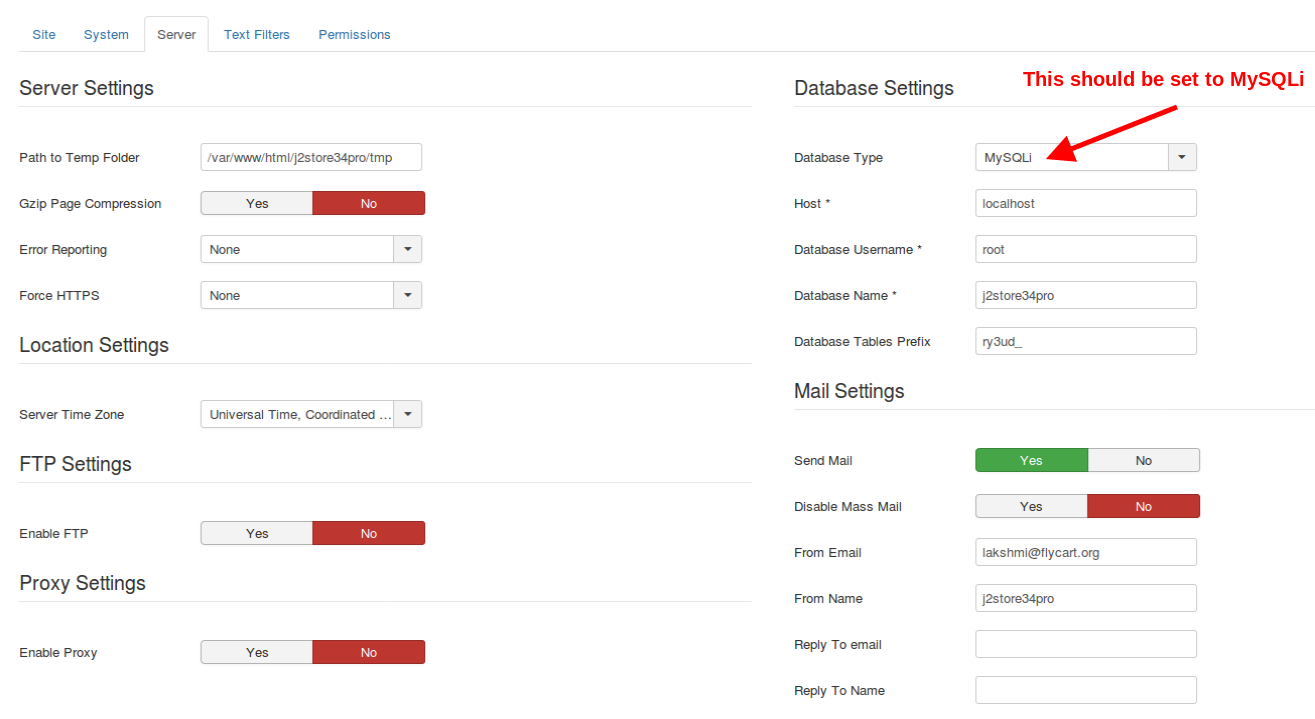 Site System Server Text Filters Permissions
Server Settings
Path to Temp Folder /var/www/html/j2store34pro/tmp
Gzip Page Compression Yes No
Error Reporting None
Force HTTPS None
Location Settings
Server Time Zone Universal Time, Coordinated ...
FTP Settings
Enable FTP Yes No
Proxy Settings
Enable Proxy Yes No
This should be set to MySQLi
Database Settings
Database Type MySQLi
Host * localhost
Database Username * root
Database Name * j2store34pro
Database Tables Prefix ry3ud_
Mail Settings
Send Mail Yes No
Disable Mass Mail Yes No
From Email lakshmi@flycart.org
From Name j2store34pro
Reply To email
Reply To Name